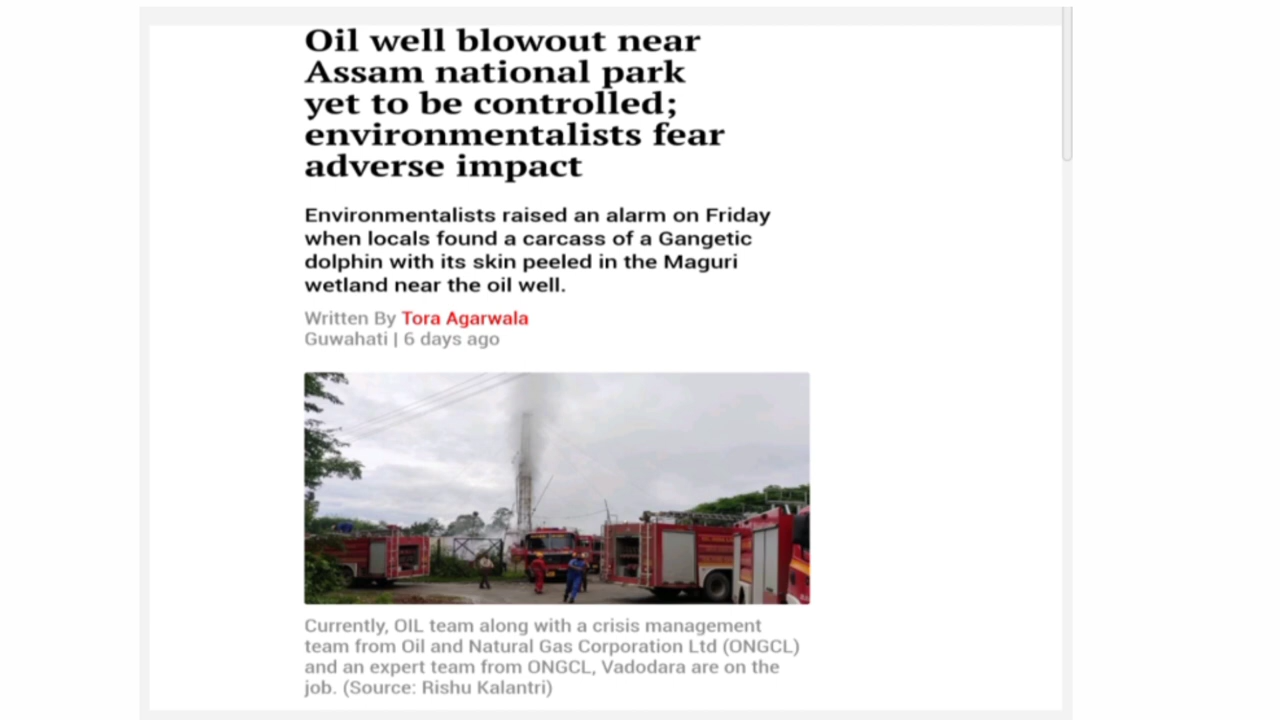 Oil well blowout near
Assam national park
yet to be controlled;
environmentalists fear
adverse impact
Environmentalists raised an alarm on Friday
when locals found a carcass of a Gangetic
dolphin with its skin peeled in the Maguri
wetland near the oil well.
Written By Tora Agarwala
Guwahati | 6 days ago
Currently, OIL team along with a crisis management
team from Oil and Natural Gas Corporation Ltd (ONGCL)
and an expert team from ONGCL, Vadodara are on the
job. (Source: Rishu Kalantri)